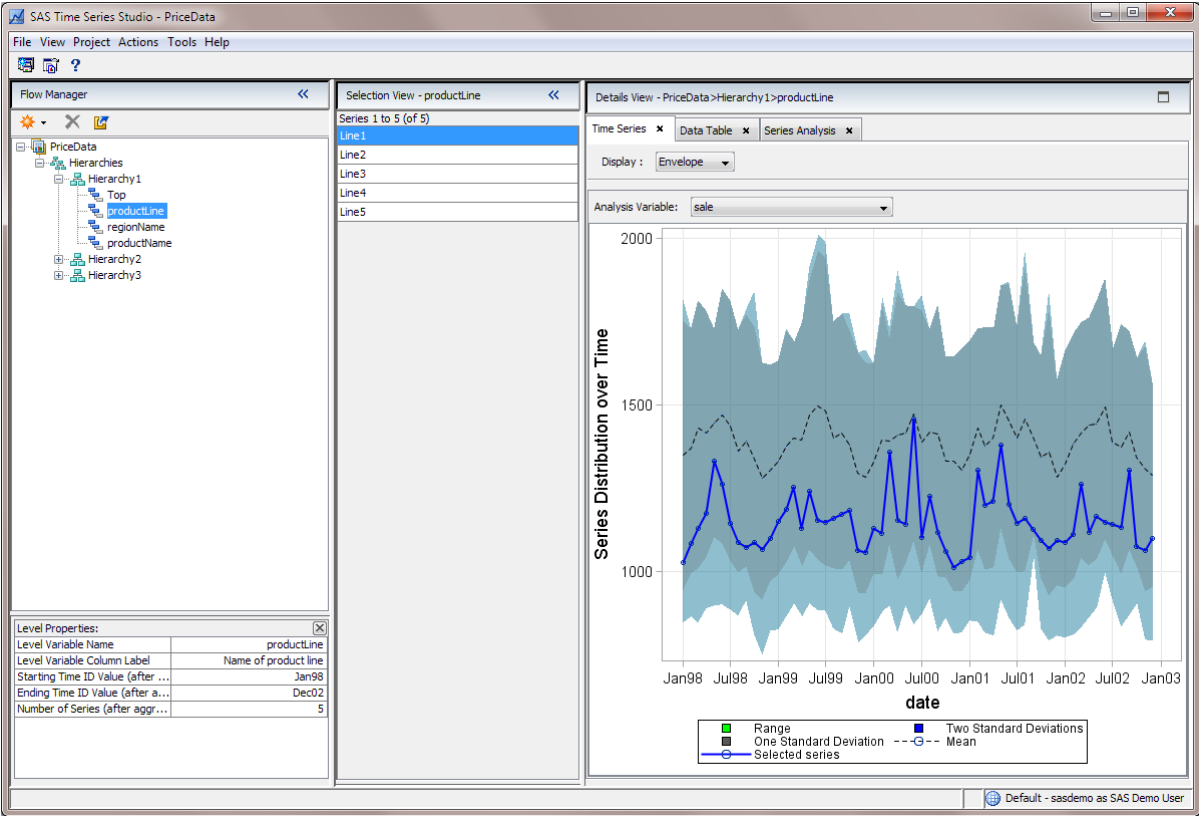 SAS Time Series Studio - PriceData
File View Project Actions Tools Help
?
Flow Manager
PriceData
Hierarchies
Hierarchy1
Top
productLine
regionName
productName
Hierarchy2
Hierarchy3
Level Properties:
Level Variable Name productLine
Level Variable Column Label Name of product line
Starting Time ID Value (after ... Jan98
Ending Time ID Value (after a... Dec02
Number of Series (after aggr... 5
Selection View - productLine
Series 1 to 5 (of 5)
Line1
Line2
Line3
Line4
Line5
Details View - PriceData>Hierarchy1>productLine
Time Series Data Table Series Analysis
Display : Envelope
Analysis Variable: sale
Series Distribution over Time
2000
1500
1000
Jan98 Jul98 Jan99 Jul99 Jan00 Jul00 Jan01 Jul01 Jan02 Jul02 Jan03
date
Range Two Standard Deviations
One Standard Deviation Mean
Selected series
Default - sasdemo as SAS Demo User